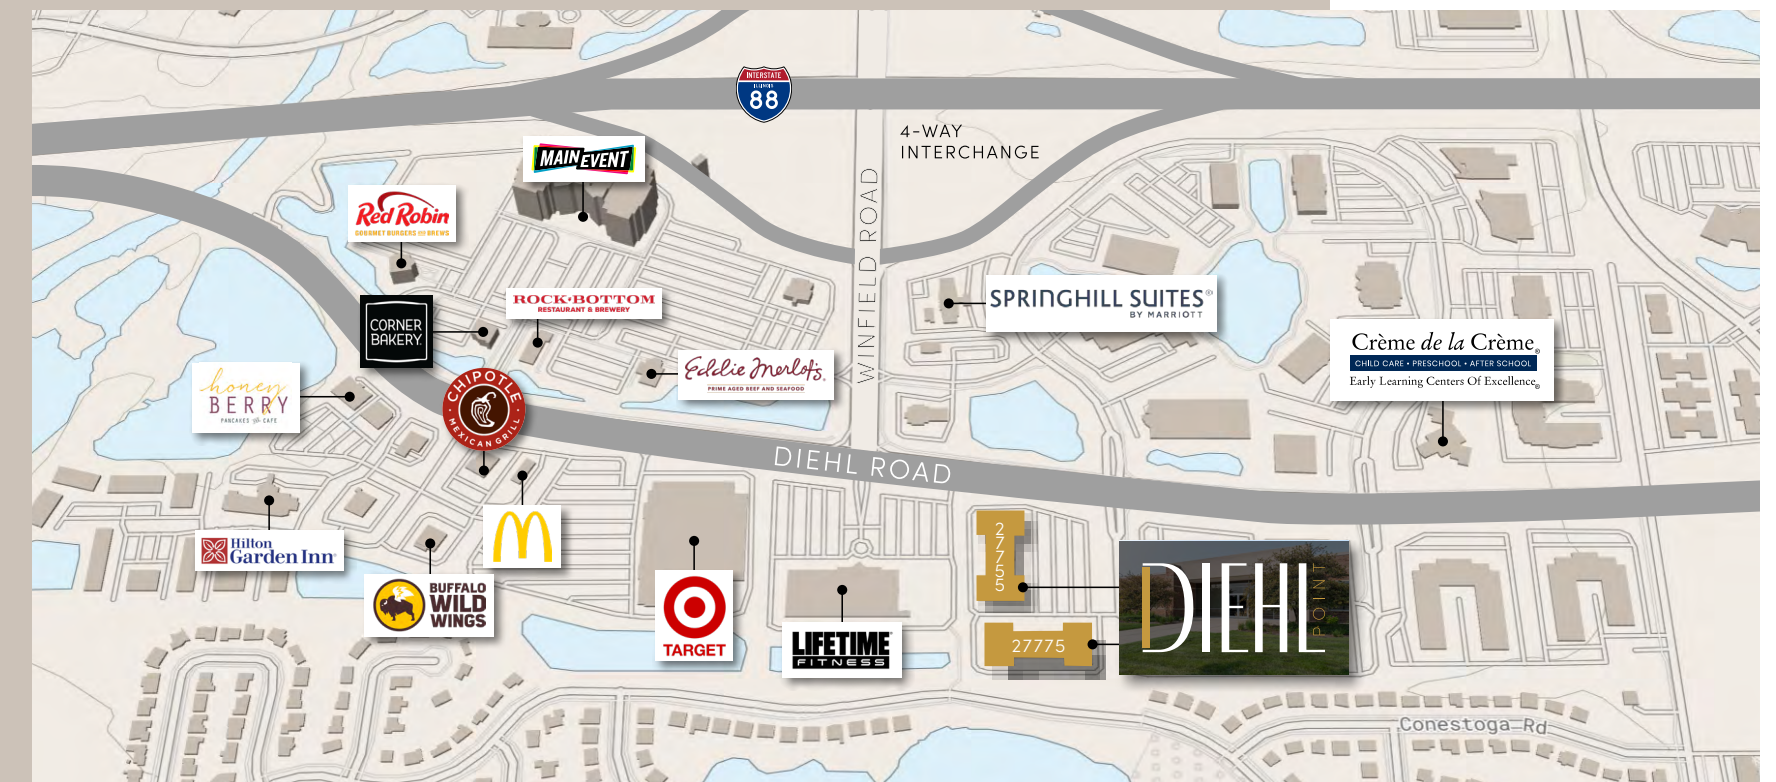 INTERSTATE
ILLINOIS
88
4-WAY
INTERCHANGE
MAIN EVENT
WINFIELD ROAD
Red Robin
GOURMET BURGERS AND BREWS
ROCK•BOTTOM
RESTAURANT & BREWERY
SPRINGHILL SUITES®
BY MARRIOTT
CORNER
BAKERY
Crème de la Crème®
CHILD CARE • PRESCHOOL • AFTER SCHOOL
Early Learning Centers Of Excellence®
Eddie Merlot's
PRIME AGED BEEF AND SEAFOOD
honey
BERRY
PANCAKES AND CAFE
CHIPOTLE
MEXICAN GRILL
DIEHL ROAD
Hilton
Garden Inn
BUFFALO
WILD
WINGS
TARGET
LIFETIME
FITNESS
27755
27775
DIEHL
POINT
Conestoga Rd